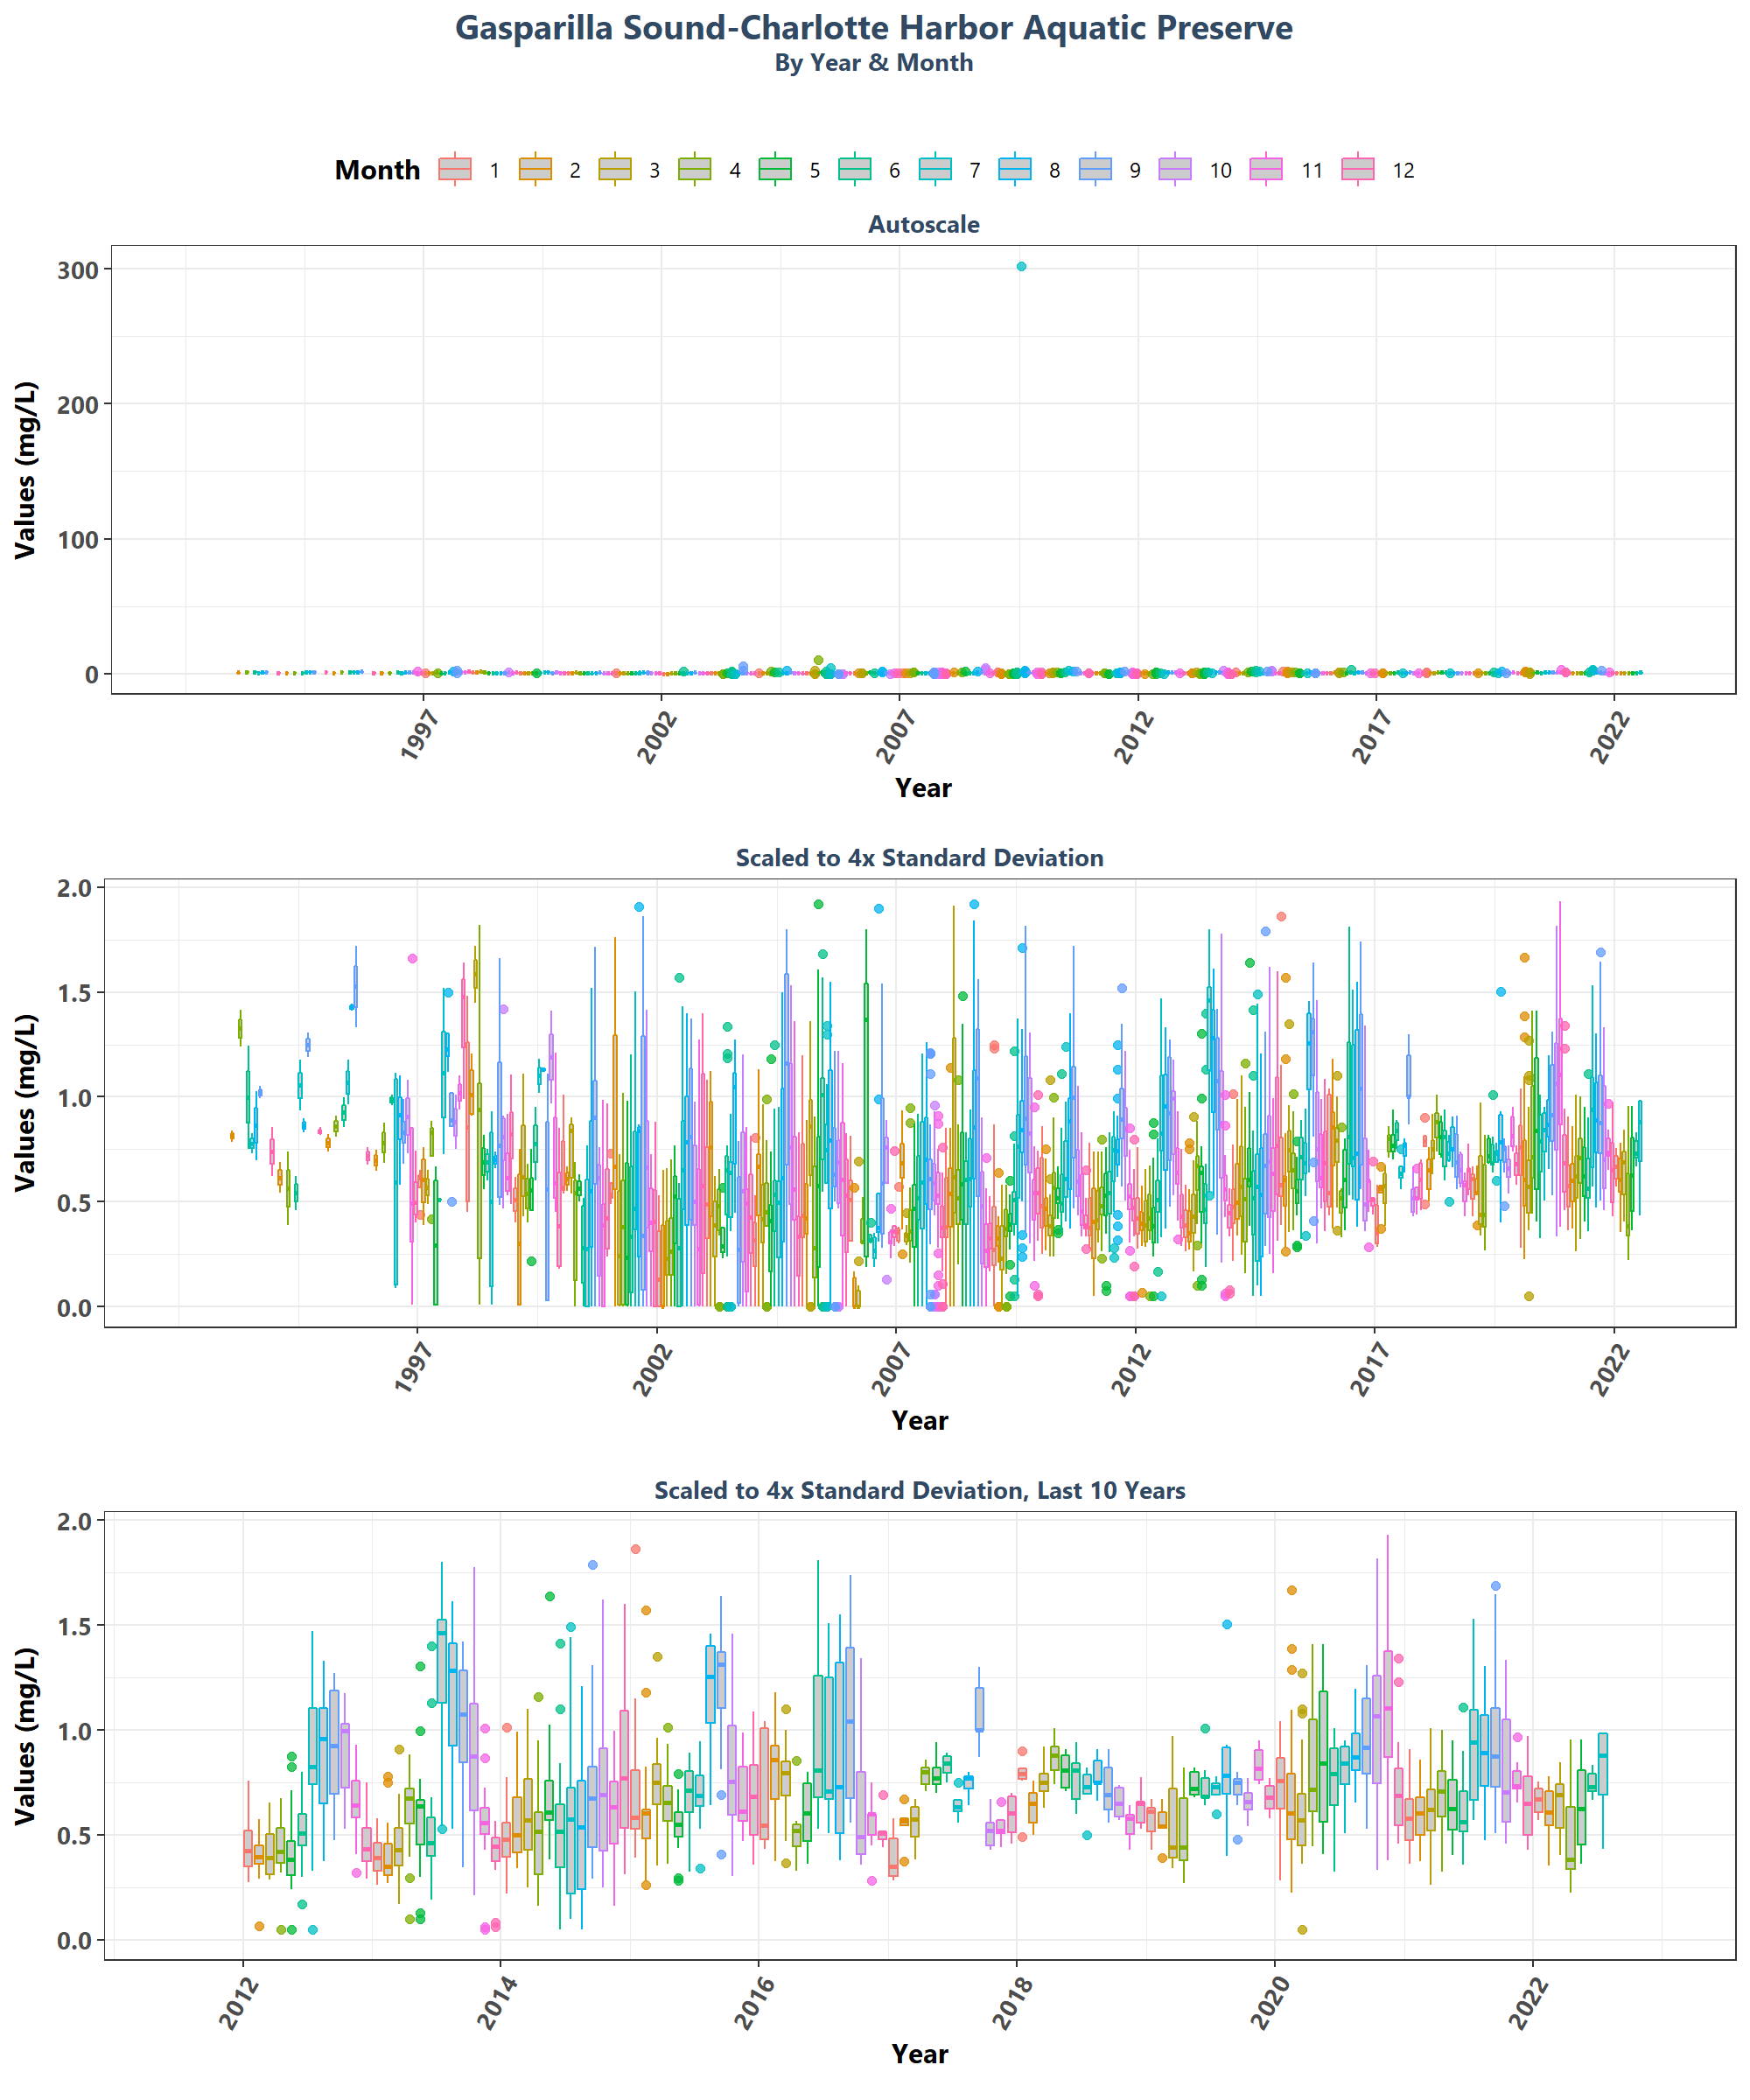 Gasparilla Sound-Charlotte Harbor Aquatic Preserve
By Year & Month
Month 1 2 3 4 5 6 7 8 9 10 11 12
Autoscale
300
200
100
0
Values (mg/L)
1997 2002 2007 2012 2017 2022
Year
Scaled to 4x Standard Deviation
2.0
1.5
1.0
0.5
0.0
Values (mg/L)
1997 2002 2007 2012 2017 2022
Year
Scaled to 4x Standard Deviation, Last 10 Years
2.0
1.5
1.0
0.5
0.0
Values (mg/L)
2012 2014 2016 2018 2020 2022
Year